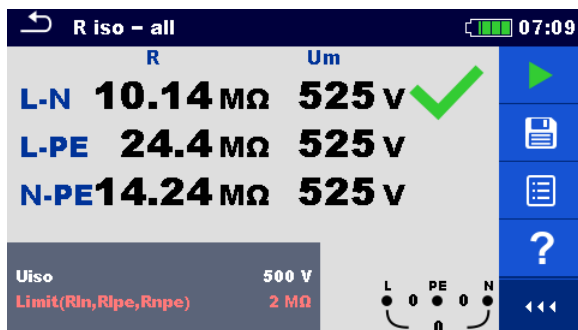 R iso – all 07:09
R Um
L-N 10.14 MΩ 525 V
L-PE 24.4 MΩ 525 V
N-PE 14.24 MΩ 525 V
?
Uiso 500 V
Limit(Rln,Rlpe,Rnpe) 2 MΩ
L PE N
0 0
0